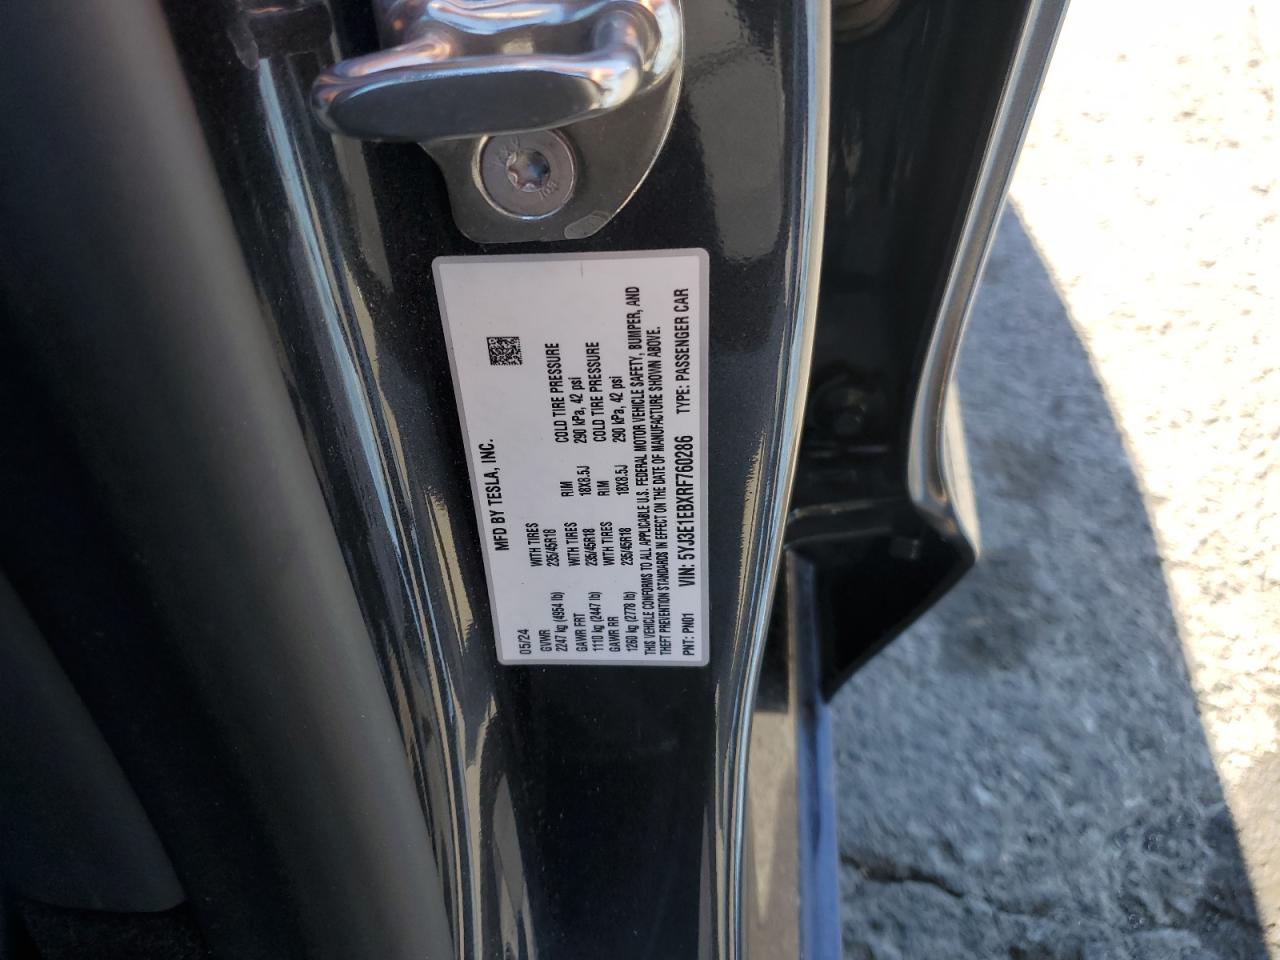 MFD BY TESLA, INC.
05/24
GVWR WITH TIRES RIM COLD TIRE PRESSURE
2247 kg (4954 lb) 235/45R18 18X8.5J 290 kPa, 42 psi
GAWR FRT WITH TIRES RIM COLD TIRE PRESSURE
1110 kg (2447 lb) 235/45R18 18X8.5J 290 kPa, 42 psi
GAWR RR WITH TIRES
1260 kg (2778 lb) 235/45R18
THIS VEHICLE CONFORMS TO ALL APPLICABLE U.S. FEDERAL MOTOR VEHICLE SAFETY, BUMPER, AND
THEFT PREVENTION STANDARDS IN EFFECT ON THE DATE OF MANUFACTURE SHOWN ABOVE.
PNT: PN01 VIN: 5YJ3E1EBXRF760286 TYPE: PASSENGER CAR